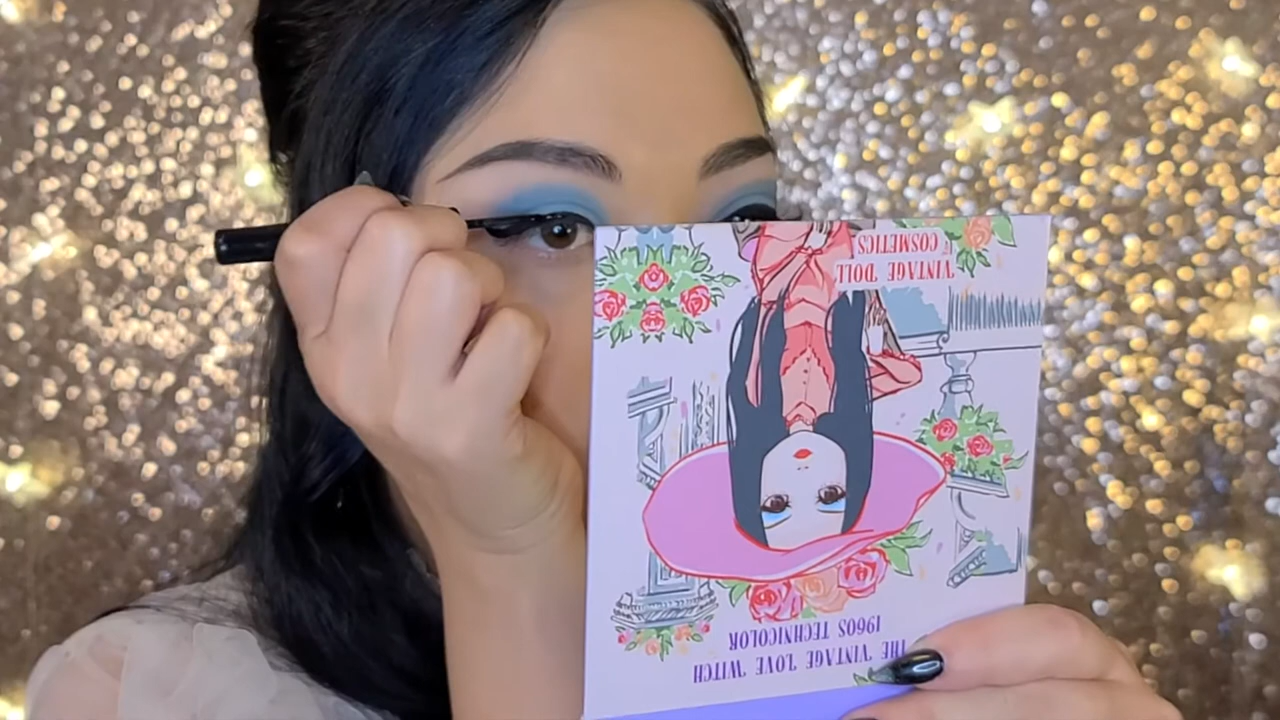 THE VINTAGE LOVE WITCH
1960S TECHNICOLOR
VINTAGE DOLL
COSMETICS